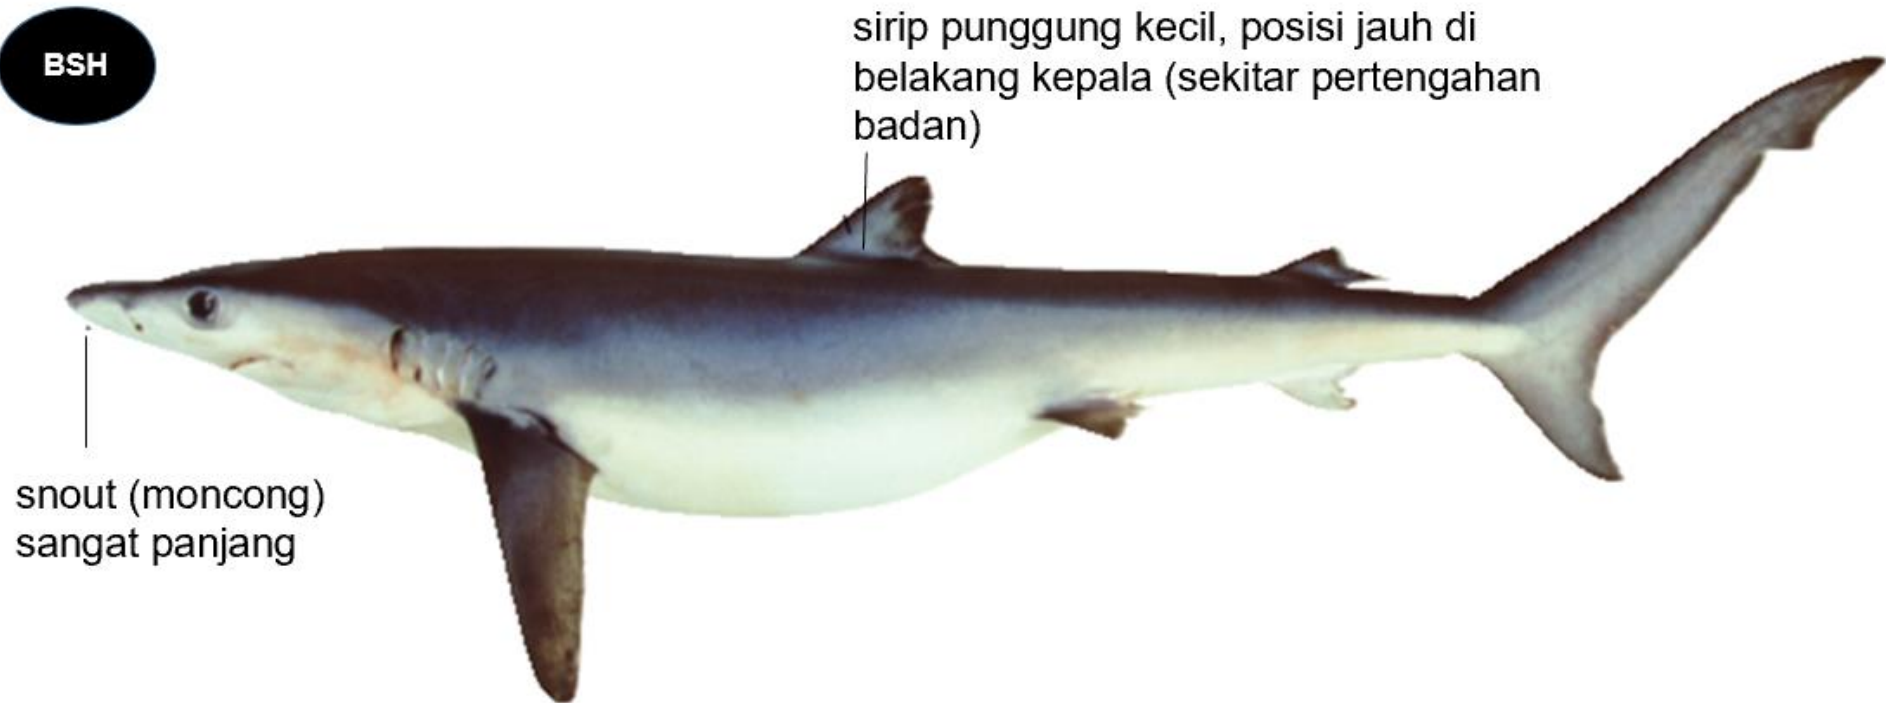 BSH
sirip punggung kecil, posisi jauh di
belakang kepala (sekitar pertengahan
badan)
snout (moncong)
sangat panjang